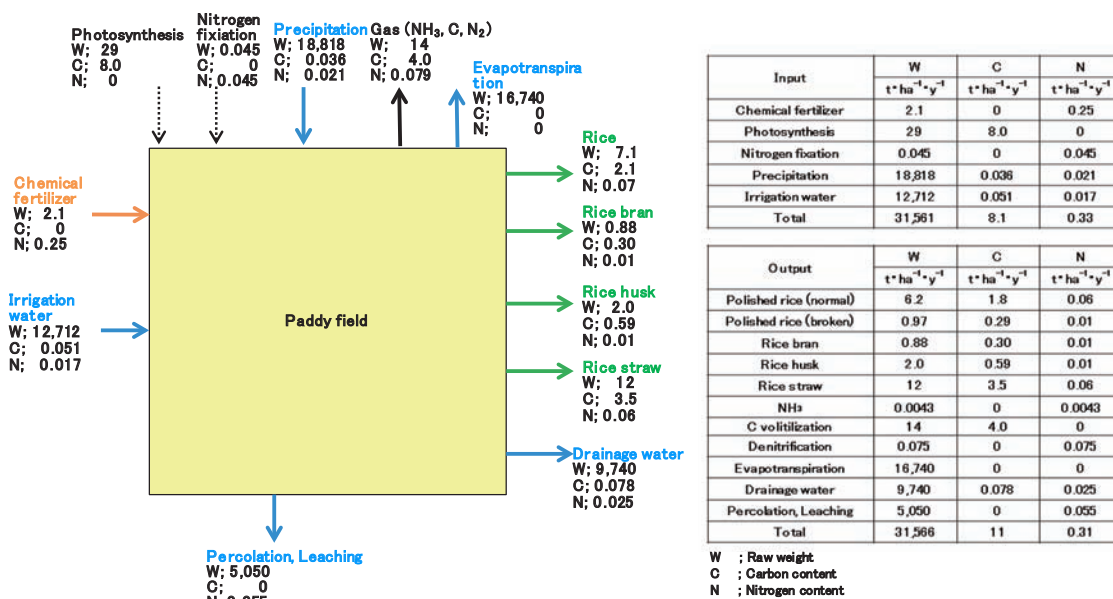 Photosynthesis
W; 29
C; 8.0
N; 0
Nitrogen
fixiation
W; 0.045
C; 0
N; 0.045
Precipitation
W; 18,818
C; 0.036
N; 0.021
Gas (NH₃, C, N₂)
W; 14
C; 4.0
N; 0.079
Evapotranspira
tion
W; 16,740
C; 0
N; 0
Chemical
fertilizer
W; 2.1
C; 0
N; 0.25
Irrigation
water
W; 12,712
C; 0.051
N; 0.017
Paddy field
Rice
W; 7.1
C; 2.1
N; 0.07
Rice bran
W; 0.88
C; 0.30
N; 0.01
Rice husk
W; 2.0
C; 0.59
N; 0.01
Rice straw
W; 12
C; 3.5
N; 0.06
Drainage water
W; 9,740
C; 0.078
N; 0.025
Percolation, Leaching
W; 5,050
C; 0
Input W C N
t・ha⁻¹・y⁻¹ t・ha⁻¹・y⁻¹ t・ha⁻¹・y⁻¹
Chemical fertilizer 2.1 0 0.25
Photosynthesis 29 8.0 0
Nitrogen fixation 0.045 0 0.045
Precipitation 18,818 0.036 0.021
Irrigation water 12,712 0.051 0.017
Total 31,561 8.1 0.33
Output W C N
t・ha⁻¹・y⁻¹ t・ha⁻¹・y⁻¹ t・ha⁻¹・y⁻¹
Polished rice (normal) 6.2 1.8 0.06
Polished rice (broken) 0.97 0.29 0.01
Rice bran 0.88 0.30 0.01
Rice husk 2.0 0.59 0.01
Rice straw 12 3.5 0.06
NH₃ 0.0043 0 0.0043
C volitilization 14 4.0 0
Denitrification 0.075 0 0.075
Evapotranspiration 16,740 0 0
Drainage water 9,740 0.078 0.025
Percolation, Leaching 5,050 0 0.055
Total 31,566 11 0.31
W ; Raw weight
C ; Carbon content
N ; Nitrogen content